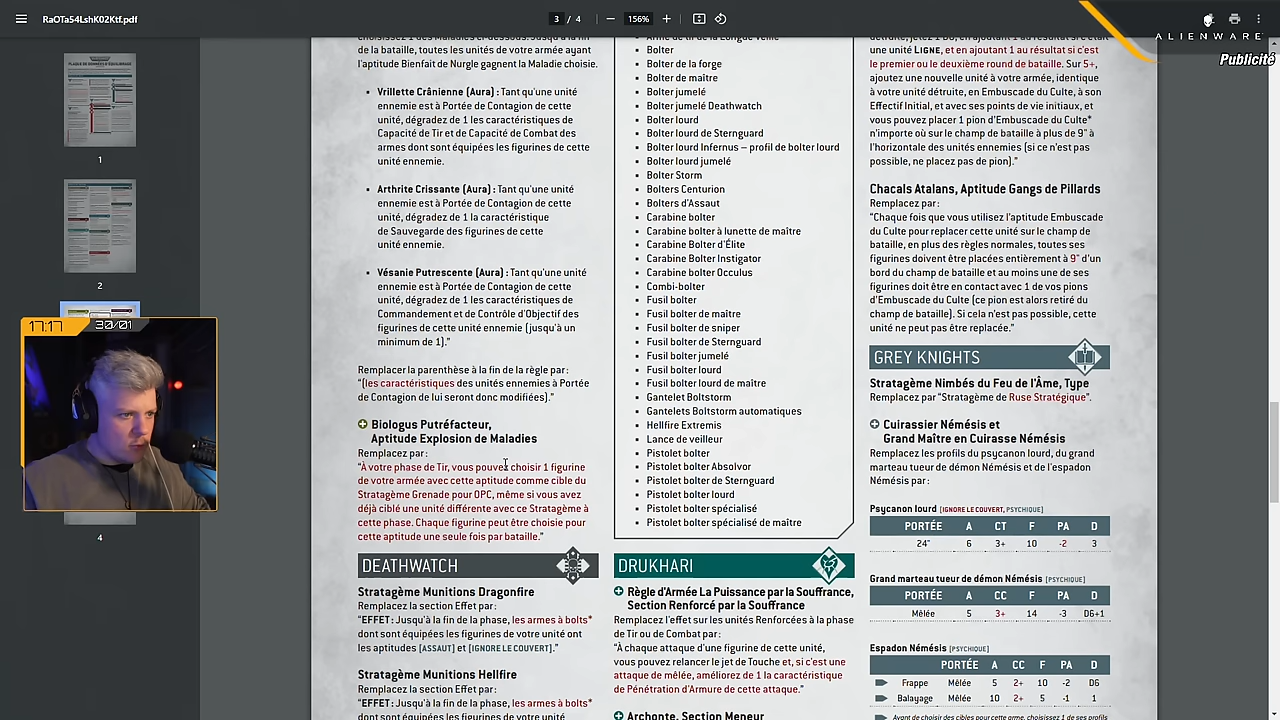 RaOTa54LshK02Ktf.pdf
3 / 4
156%
ALIENWARE
Publicité
1
2
4
17:17 30/01
de la bataille, toutes les unités de votre armée ayant
l'aptitude Bienfait de Nurgle gagnent la Maladie choisie.
• Vrillette Crânienne (Aura) : Tant qu'une unité
ennemie est à Portée de Contagion de cette
unité, dégradez de 1 les caractéristiques de
Capacité de Tir et de Capacité de Combat des
armes dont sont équipées les figurines de cette
unité ennemie.
• Arthrite Crissante (Aura) : Tant qu'une unité
ennemie est à Portée de Contagion de cette
unité, dégradez de 1 la caractéristique
de Sauvegarde des figurines de cette
unité ennemie.
• Vésanie Putrescente (Aura) : Tant qu'une unité
ennemie est à Portée de Contagion de cette
unité, dégradez de 1 les caractéristiques de
Commandement et de Contrôle d'Objectif des
figurines de cette unité ennemie (jusqu'à un
minimum de 1)."
Remplacer la parenthèse à la fin de la règle par:
"(les caractéristiques des unités ennemies à Portée
de Contagion de lui seront donc modifiées)."
Biologus Putréfacteur,
Aptitude Explosion de Maladies
Remplacez par :
"À votre phase de Tir, vous pouvez choisir 1 figurine
de votre armée avec cette aptitude comme cible du
Stratagème Grenade pour 0PC, même si vous avez
déjà ciblé une unité différente avec ce Stratagème à
cette phase. Chaque figurine peut être choisie pour
cette aptitude une seule fois par bataille."
DEATHWATCH
Stratagème Munitions Dragonfire
Remplacez la section Effet par:
"EFFET : Jusqu'à la fin de la phase, les armes à bolts*
dont sont équipées les figurines de votre unité ont
les aptitudes [ASSAUT] et [IGNORE LE COUVERT]."
Stratagème Munitions Hellfire
Remplacez la section Effet par:
"EFFET : Jusqu'à la fin de la phase, les armes à bolts*
dont sont équipées les figurines de votre unité
• Arme de tir de la Longue Veille
• Bolter
• Bolter de la forge
• Bolter de maître
• Bolter jumelé
• Bolter jumelé Deathwatch
• Bolter lourd
• Bolter lourd de Sternguard
• Bolter lourd Infernus – profil de bolter lourd
• Bolter lourd jumelé
• Bolter Storm
• Bolters Centurion
• Bolters d'Assaut
• Carabine bolter
• Carabine bolter à lunette de maître
• Carabine Bolter d'Élite
• Carabine Bolter Instigator
• Carabine Bolter Occulus
• Combi-bolter
• Fusil bolter
• Fusil bolter de maître
• Fusil bolter de sniper
• Fusil bolter de Sternguard
• Fusil bolter jumelé
• Fusil bolter lourd
• Fusil bolter lourd de maître
• Gantelet Boltstorm
• Gantelets Boltstorm automatiques
• Hellfire Extremis
• Lance de veilleur
• Pistolet bolter
• Pistolet bolter Absolvor
• Pistolet bolter de Sternguard
• Pistolet bolter lourd
• Pistolet bolter spécialisé
• Pistolet bolter spécialisé de maître
DRUKHARI
Règle d'Armée La Puissance par la Souffrance,
Section Renforcé par la Souffrance
Remplacez l'effet sur les unités Renforcées à la phase
de Tir ou de Combat par :
"À chaque attaque d'une figurine de cette unité,
vous pouvez relancer le jet de Touche et, si c'est une
attaque de mêlée, améliorez de 1 la caractéristique
de Pénétration d'Armure de cette attaque."
Archonte, Section Meneur
une unité LIGNE, et en ajoutant 1 au résultat si c'est
le premier ou le deuxième round de bataille. Sur 5+,
ajoutez une nouvelle unité à votre armée, identique
à votre unité détruite, en Embuscade du Culte, à son
Effectif Initial, et avec ses points de vie initiaux, et
vous pouvez placer 1 pion d'Embuscade du Culte*
n'importe où sur le champ de bataille à plus de 9" à
l'horizontale des unités ennemies (si ce n'est pas
possible, ne placez pas de pion)."
Chacals Atalans, Aptitude Gangs de Pillards
Remplacez par :
"Chaque fois que vous utilisez l'aptitude Embuscade
du Culte pour replacer cette unité sur le champ de
bataille, en plus des règles normales, toutes ses
figurines doivent être placées entièrement à 9" d'un
bord du champ de bataille et au moins une de ses
figurines doit être en contact avec 1 de vos pions
d'Embuscade du Culte (ce pion est alors retiré du
champ de bataille). Si cela n'est pas possible, cette
unité ne peut pas être replacée."
GREY KNIGHTS
Stratagème Nimbés du Feu de l'Âme, Type
Remplacez par "Stratagème de Ruse Stratégique".
Cuirassier Némésis et
Grand Maître en Cuirasse Némésis
Remplacez les profils du psycanon lourd, du grand
marteau tueur de démon Némésis et de l'espadon
Némésis par :
Psycanon lourd [IGNORE LE COUVERT, PSYCHIQUE]
PORTÉE A CT F PA D
24" 6 3+ 10 -2 3
Grand marteau tueur de démon Némésis [PSYCHIQUE]
PORTÉE A CC F PA D
Mêlée 5 3+ 14 -3 D6+1
Espadon Némésis [PSYCHIQUE]
PORTÉE A CC F PA D
Frappe Mêlée 5 2+ 10 -2 D6
Balayage Mêlée 10 2+ 5 -1 1
Avant de choisir des cibles pour cette arme, choisissez 1 de ses profils